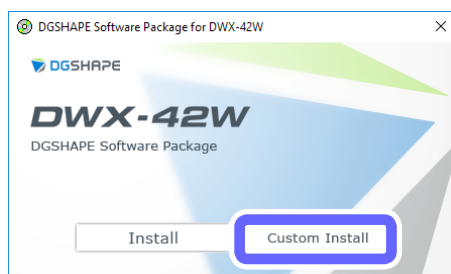 DGSHAPE Software Package for DWX-42W
DGSHAPE
DWX-42W
DGSHAPE Software Package
Install
Custom Install